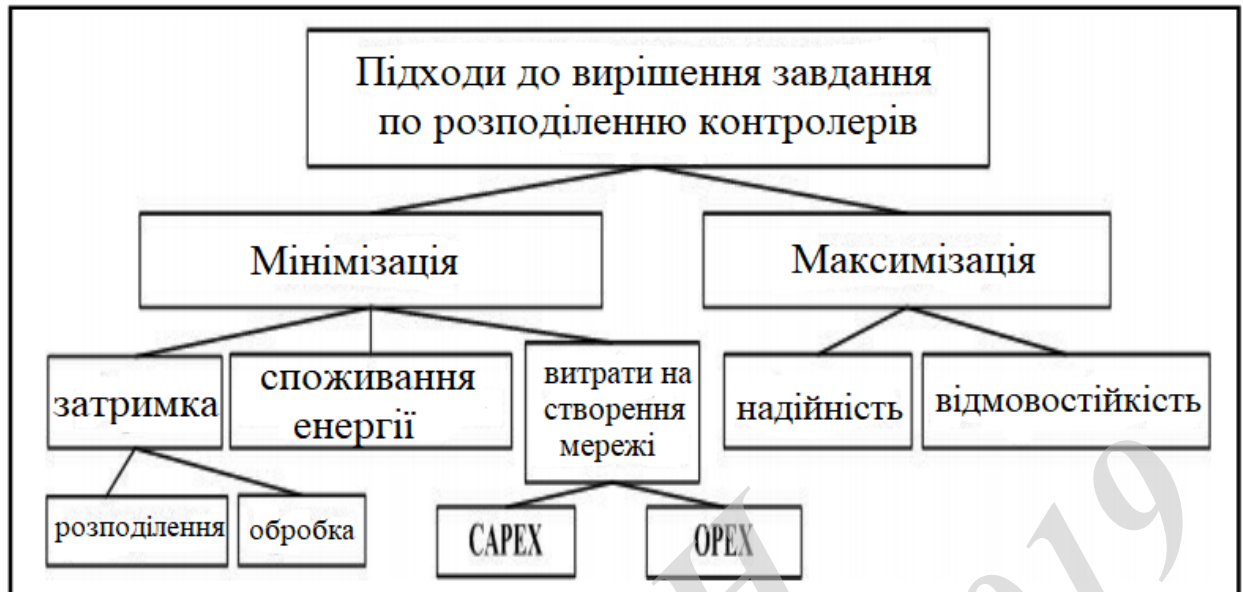 Підходи до вирішення завдання
по розподіленню контролерів
Мінімізація
Максимізація
затримка
споживання
енергії
витрати на
створення
мережі
надійність
відмовостійкість
розподілення
обробка
CAPEX
OPEX
Н
019